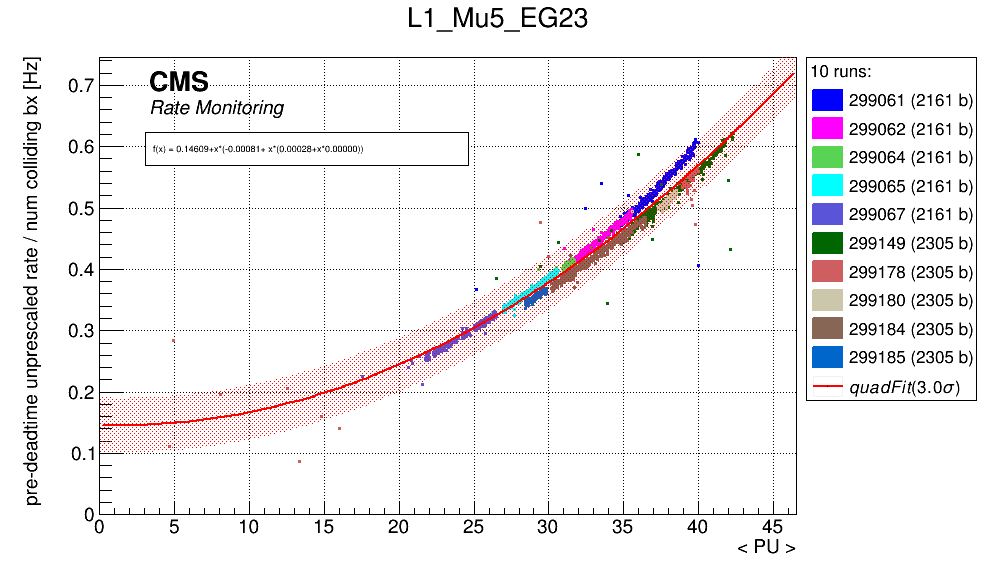 L1_Mu5_EG23
pre-deadtime unprescaled rate / num colliding bx [Hz]
CMS
Rate Monitoring
f(x) = 0.14609+x*(-0.00081+ x*(0.00028+x*0.00000))
0.7
0.6
0.5
0.4
0.3
0.2
0.1
0
0 5 10 15 20 25 30 35 40 45
< PU >
10 runs:
299061 (2161 b)
299062 (2161 b)
299064 (2161 b)
299065 (2161 b)
299067 (2161 b)
299149 (2305 b)
299178 (2305 b)
299180 (2305 b)
299184 (2305 b)
299185 (2305 b)
quadFit(3.0σ)